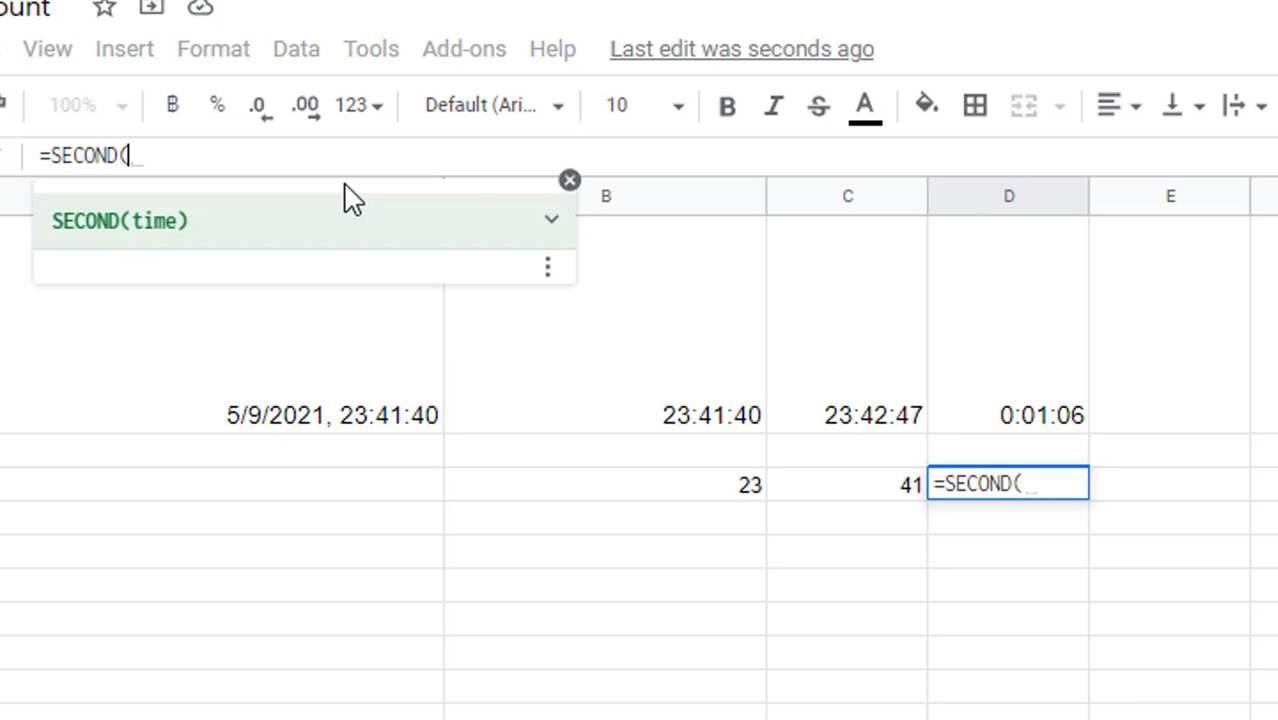 ount
View Insert Format Data Tools Add-ons Help Last edit was seconds ago
100% % .0 .00 123 Default (Ari... 10 B I S A
=SECOND(
B C D E
SECOND(time)
5/9/2021, 23:41:40 23:41:40 23:42:47 0:01:06
23 41 =SECOND(